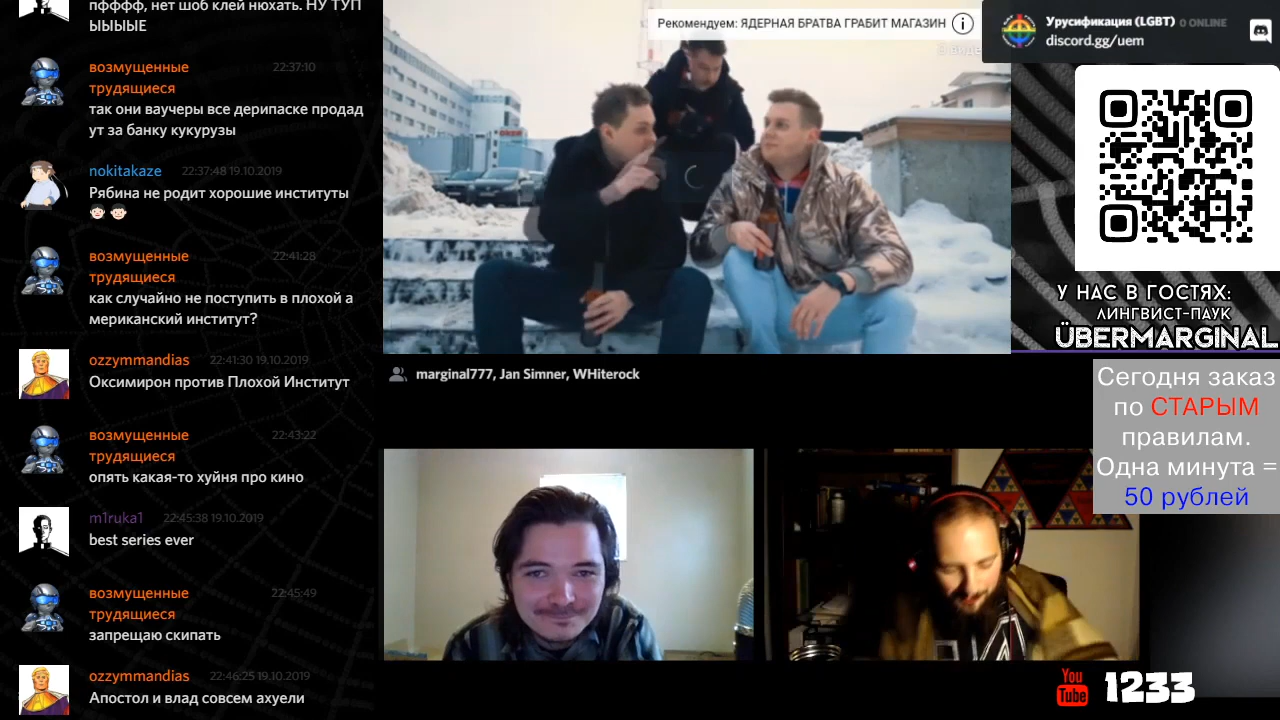 пфффф, нет шоб клей нюхать. НУ ТУП
ЫЫЫЫЕ
возмущенные
трудящиеся
22:37:10
так они ваучеры все дерипаске продад
ут за банку кукурузы
nokitakaze 22:37:48 19.10.2019
Рябина не родит хорошие институты
возмущенные
трудящиеся
22:41:28
как случайно не поступить в плохой а
мериканский институт?
ozzymmandias 22:41:30 19.10.2019
Оксимирон против Плохой Институт
возмущенные
трудящиеся
22:43:22
опять какая-то хуйня про кино
m1ruka1 22:45:38 19.10.2019
best series ever
возмущенные
трудящиеся
22:45:49
запрещаю скипать
ozzymmandias 22:46:25 19.10.2019
Апостол и влад совсем ахуели
Рекомендуем: ЯДЕРНАЯ БРАТВА ГРАБИТ МАГАЗИН
marginal777, Jan Simner, WHiterock
Урусификация (LGBT) 0 ONLINE
discord.gg/uem
У НАС В ГОСТЯХ:
ЛИНГВИСТ-ПАУК
ÜBERMARGINAL
Сегодня заказ
по СТАРЫМ
правилам.
Одна минута =
50 рублей
You
Tube
1233